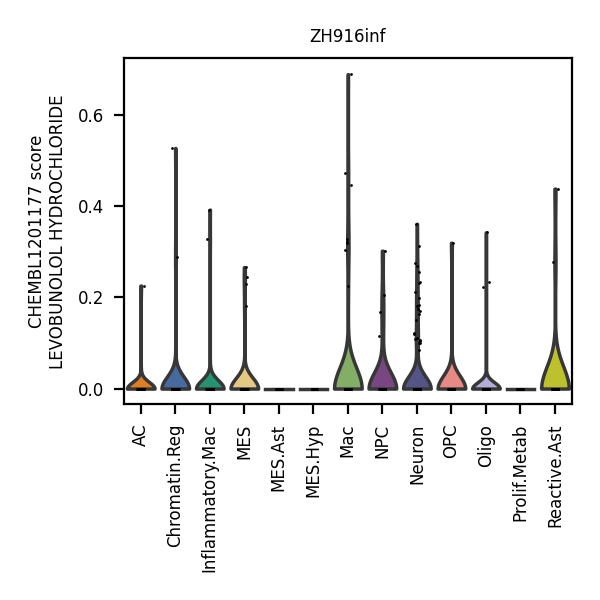 ZH916inf
CHEMBL1201177 score
LEVOBUNOLOL HYDROCHLORIDE
0.6
0.4
0.2
0.0
AC
Chromatin.Reg
Inflammatory.Mac
MES
MES.Ast
MES.Hyp
Mac
NPC
Neuron
OPC
Oligo
Prolif.Metab
Reactive.Ast